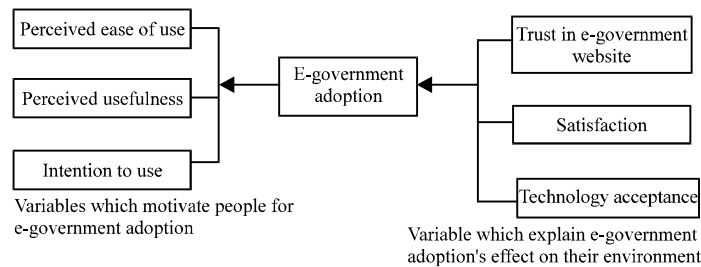 Perceived ease of use
Perceived usefulness
Intention to use
Variables which motivate people for
e-government adoption
E-government
adoption
Trust in e-government
website
Satisfaction
Technology acceptance
Variable which explain e-government
adoption's effect on their environment